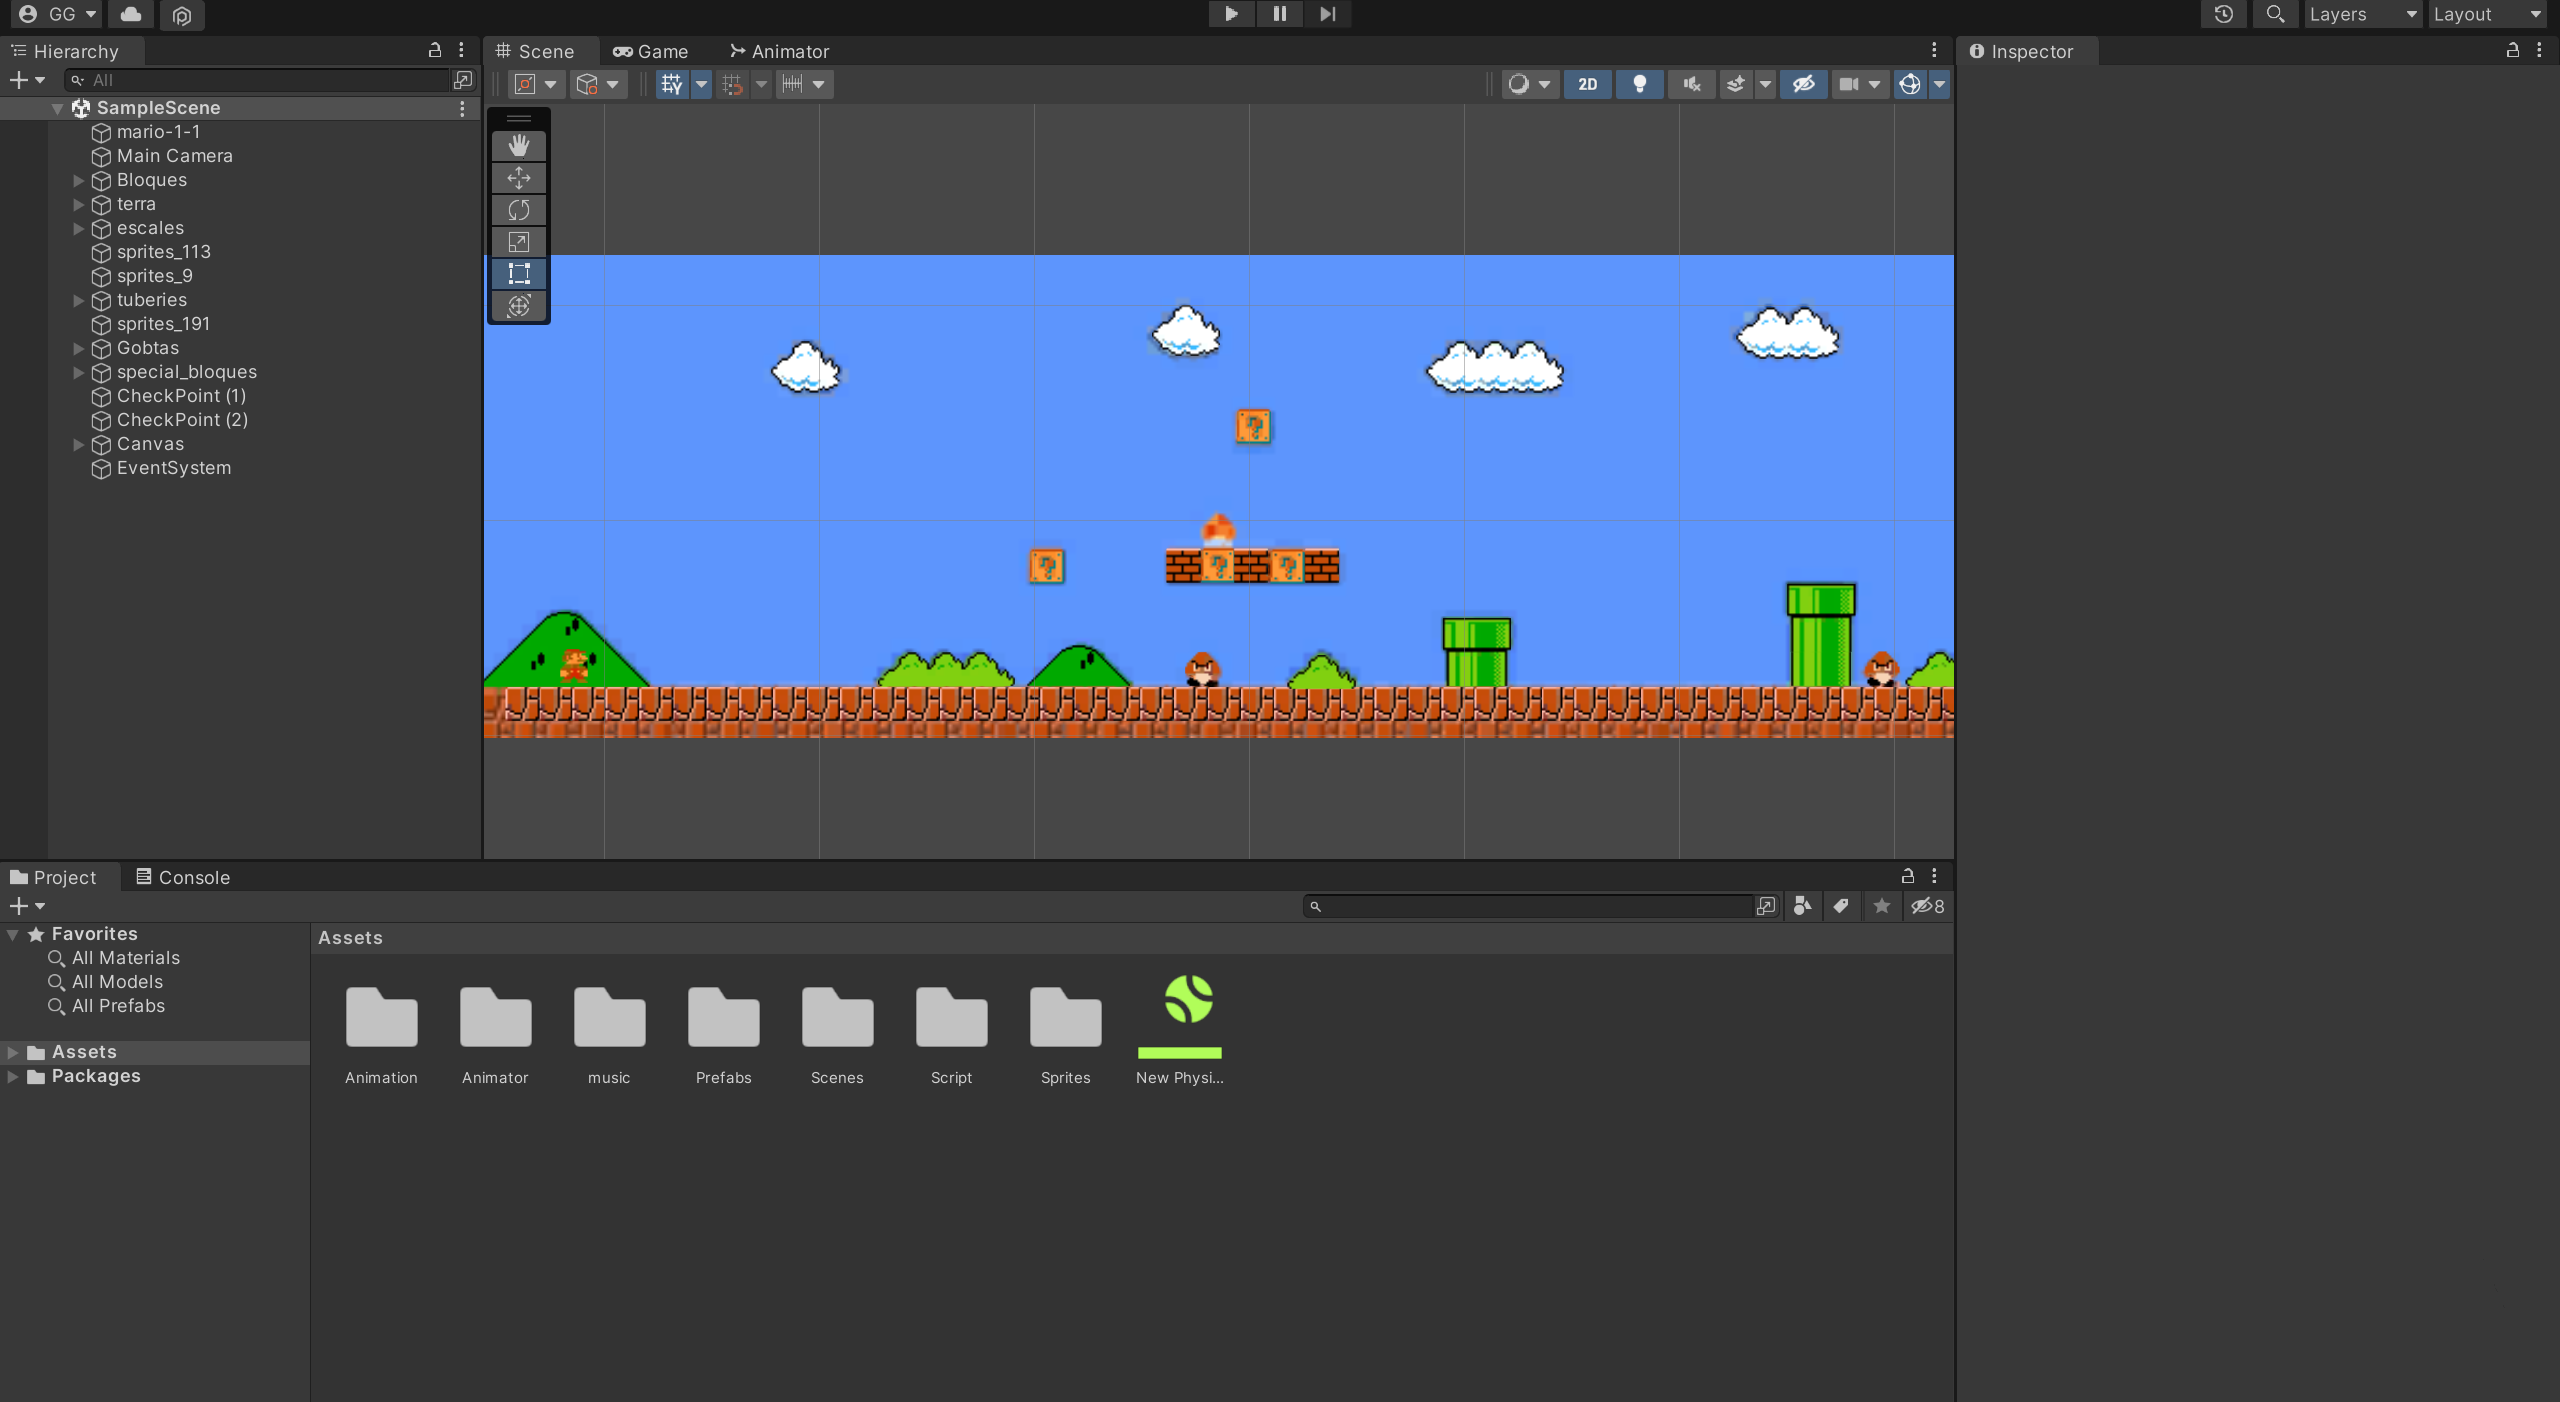 GG
Layers
Layout
Hierarchy
Scene
Game
Animator
Inspector
All
2D
SampleScene
mario-1-1
Main Camera
Bloques
terra
escales
sprites_113
sprites_9
tuberies
sprites_191
Gobtas
special_bloques
CheckPoint (1)
CheckPoint (2)
Canvas
EventSystem
?
?
? ?
Project
Console
8
Favorites
All Materials
All Models
All Prefabs
Assets
Packages
Assets
Animation
Animator
music
Prefabs
Scenes
Script
Sprites
New Physi...